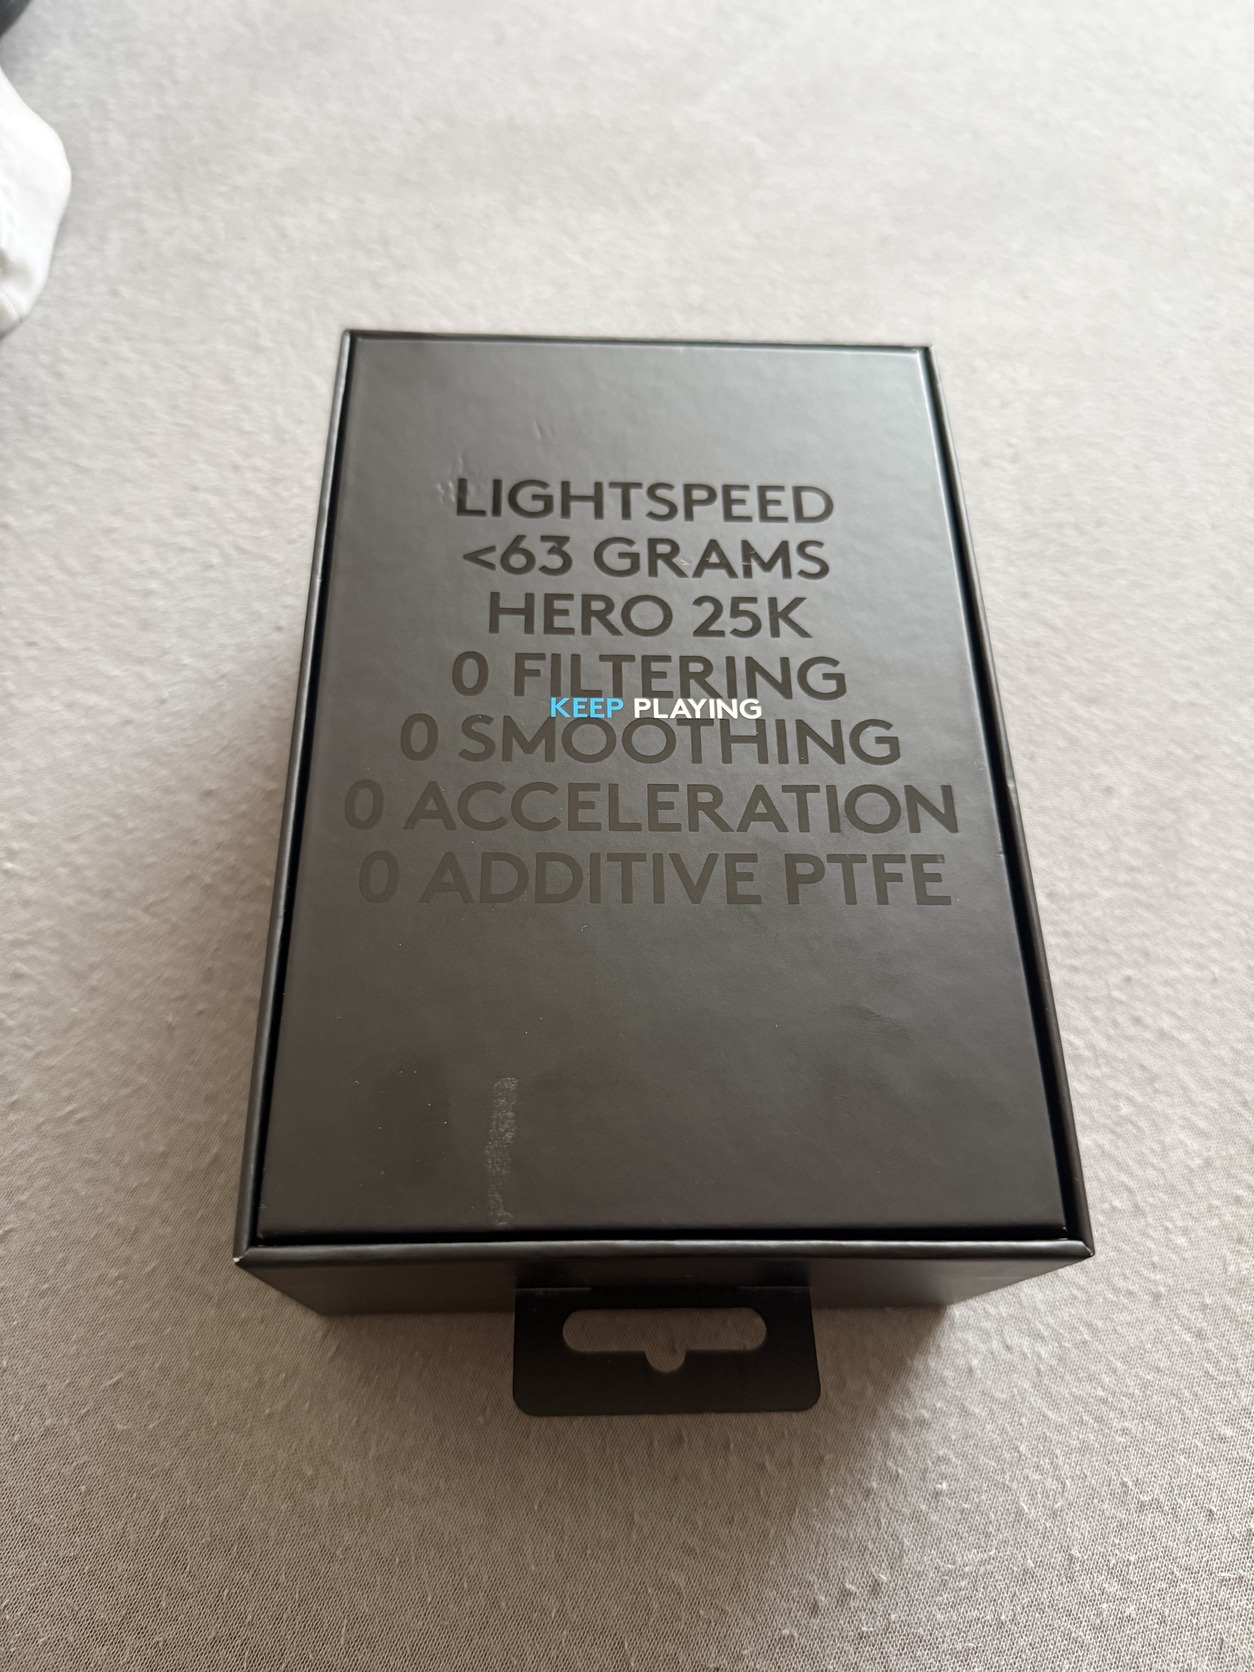 LIGHTSPEED
<63 GRAMS
HERO 25K
0 FILTERING
KEEP PLAYING
0 SMOOTHING
0 ACCELERATION
0 ADDITIVE PTFE